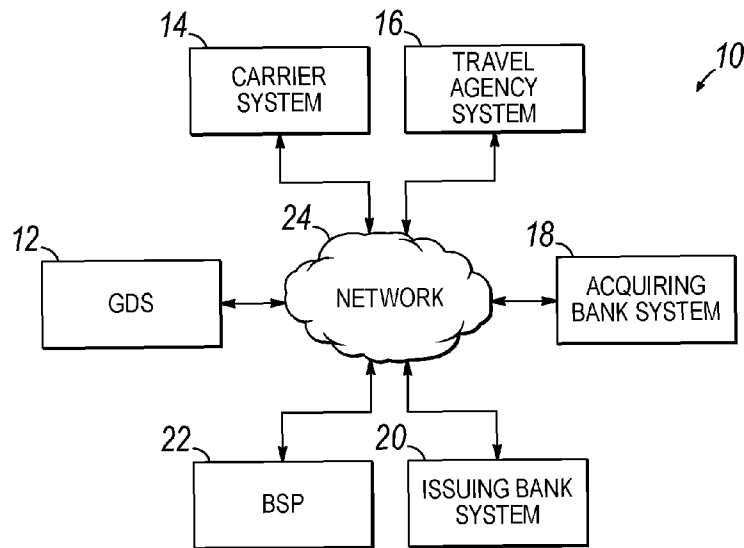 14
CARRIER
SYSTEM
16
TRAVEL
AGENCY
SYSTEM
10
12
GDS
24
NETWORK
18
ACQUIRING
BANK SYSTEM
22
BSP
20
ISSUING BANK
SYSTEM